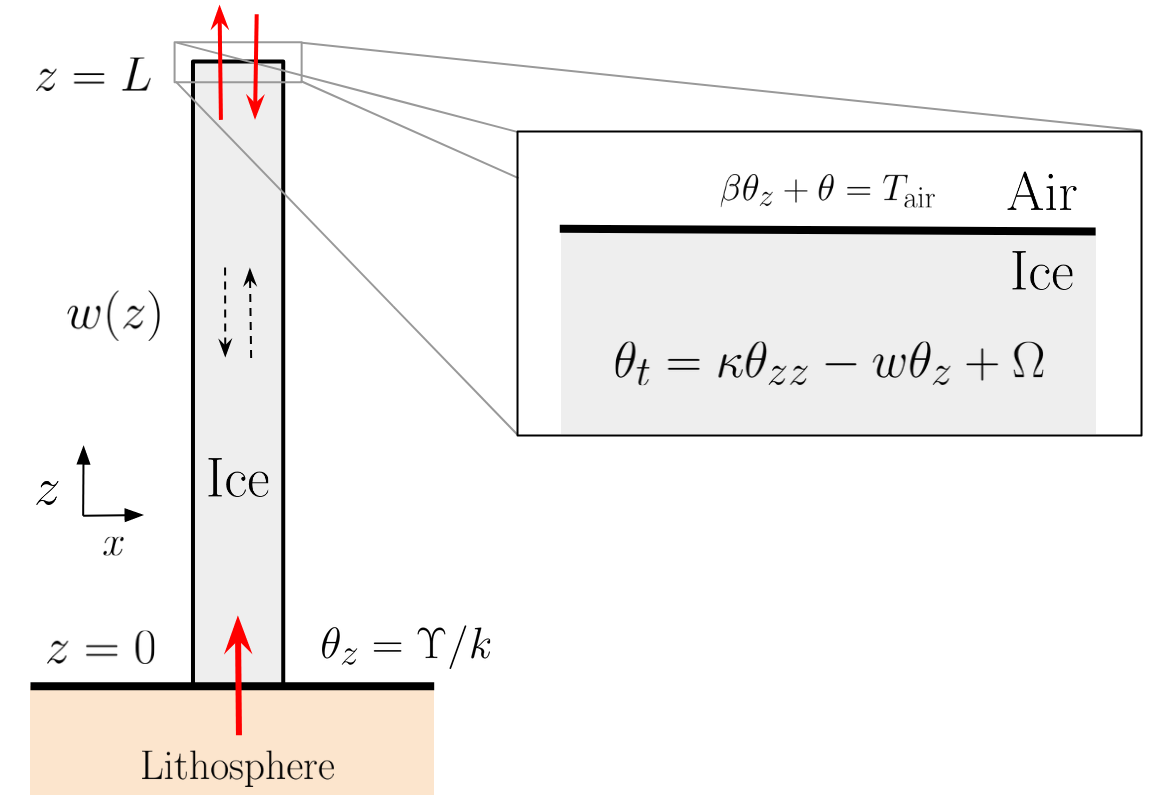 z = L
βθ_z + θ = T_air
Air
Ice
w(z)
θ_t = κθ_zz − wθ_z + Ω
z
Ice
x
z = 0
θ_z = Υ/k
Lithosphere